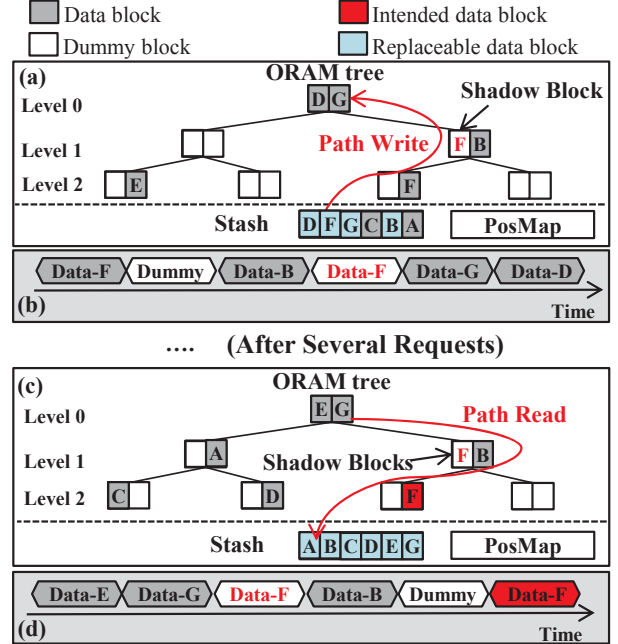 Data block Intended data block
Dummy block Replaceable data block
(a) ORAM tree
Level 0 D G Shadow Block
Level 1 F B
Path Write
Level 2 E F
Stash D F G C B A PosMap
Data-F Dummy Data-B Data-F Data-G Data-D
(b) Time
.... (After Several Requests)
(c) ORAM tree
Level 0 E G Path Read
Level 1 A Shadow Blocks F B
Level 2 C D F
Stash A B C D E G PosMap
Data-E Data-G Data-F Data-B Dummy Data-F
(d) Time